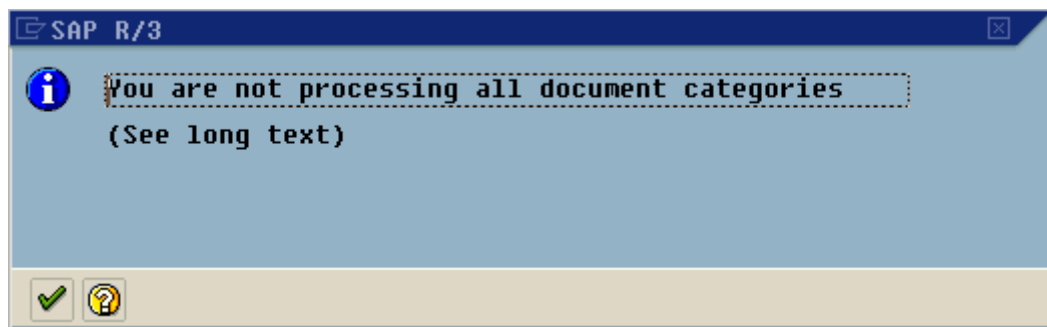 SAP R/3
You are not processing all document categories
(See long text)